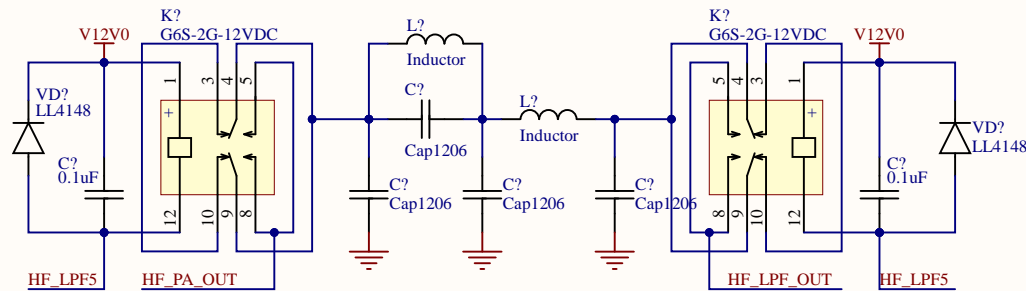 K?
G6S-2G-12VDC
V12V0
VD?
LL4148
C?
0.1uF
1
3
4
5
+
12
10
9
8
HF_LPF5
HF_PA_OUT
L?
Inductor
C?
Cap1206
L?
Inductor
C?
Cap1206
C?
Cap1206
C?
Cap1206
K?
G6S-2G-12VDC
V12V0
5
4
3
1
+
8
9
10
12
VD?
LL4148
C?
0.1uF
HF_LPF_OUT
HF_LPF5